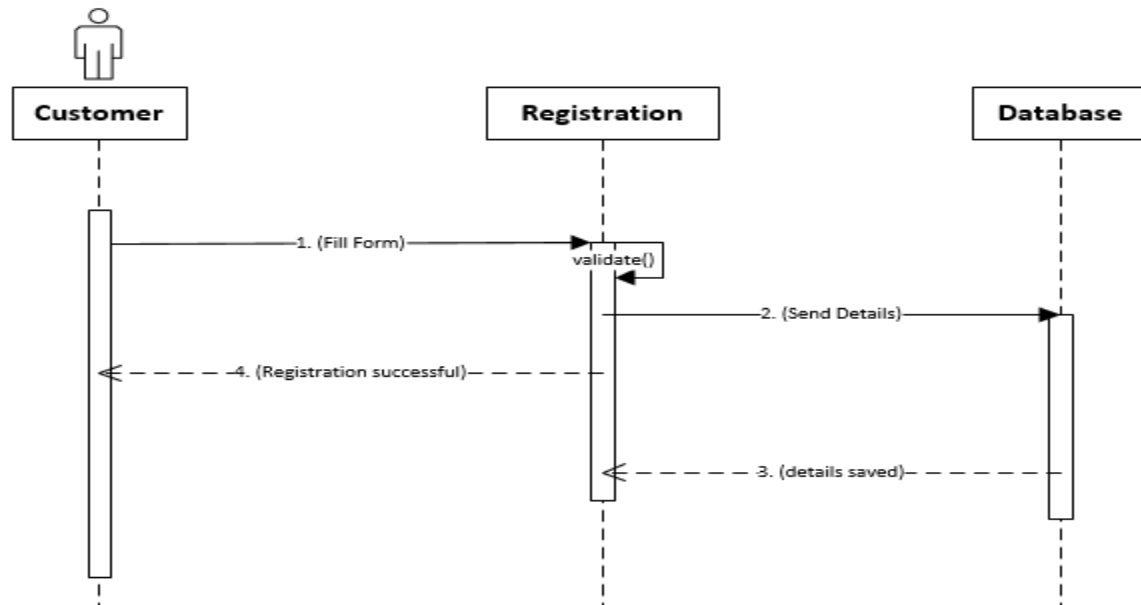 Customer
Registration
Database
1. (Fill Form)
validate()
2. (Send Details)
4. (Registration successful)
3. (details saved)